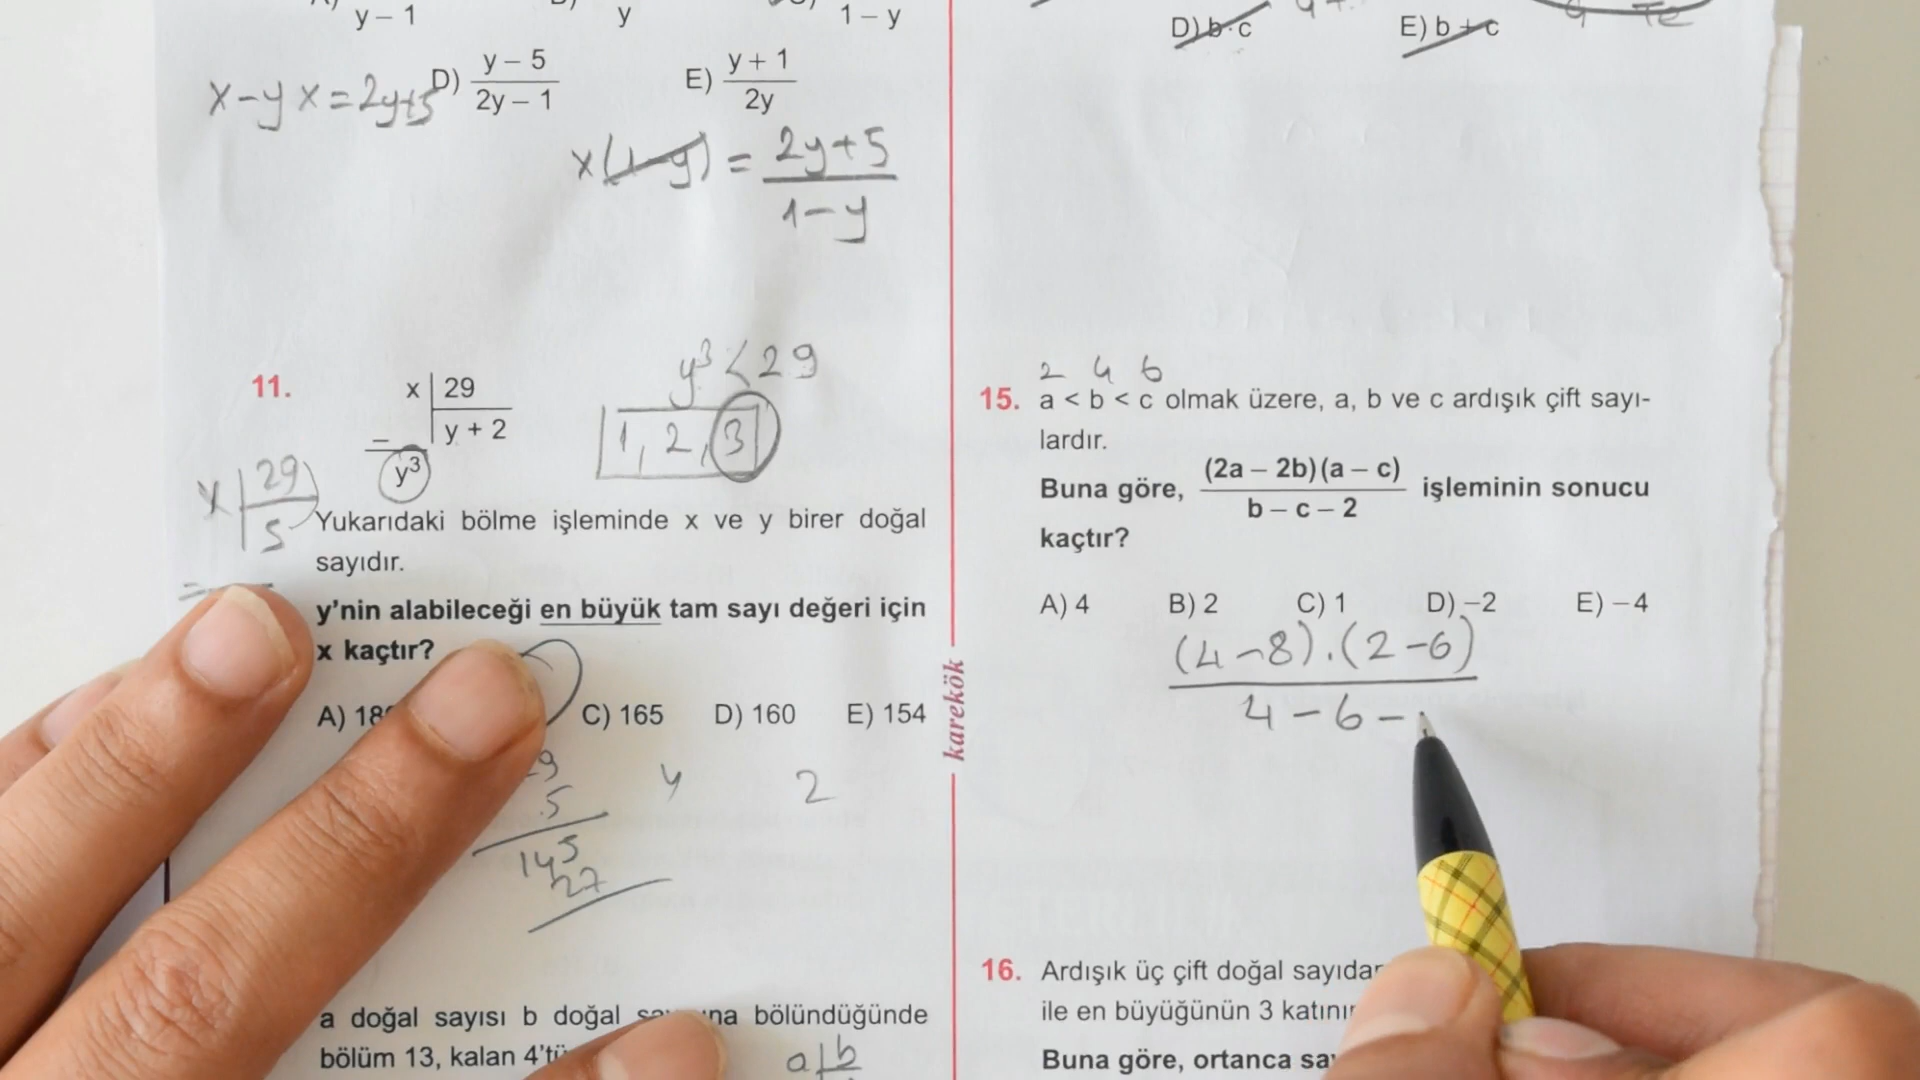 y – 1
y
1 – y
D) y – 5 / 2y – 1
E) y + 1 / 2y
x-yx=2y+5
x(1-y) = 2y+5 / 1-y
11.
x | 29
y + 2
–
y³
y³ < 29
1, 2, 3
x | 29
5
Yukarıdaki bölme işleminde x ve y birer doğal
sayıdır.
y’nin alabileceği en büyük tam sayı değeri için
x kaçtır?
C) 165 D) 160 E) 154
5
145
27
y 2
a doğal sayısı b doğal
bölüm 13, kalan
bölündüğünde
a | b
karekök
D) b·c
E) b + c
2 4 6
15. a < b < c olmak üzere, a, b ve c ardışık çift sayı-
lardır.
Buna göre, (2a – 2b)(a – c) / b – c – 2 işleminin sonucu
kaçtır?
A) 4 B) 2 C) 1 D) –2 E) – 4
(4-8).(2-6)
4-6-
16. Ardışık üç çift doğal
ile en büyüğünün 3
Buna göre, ortanca